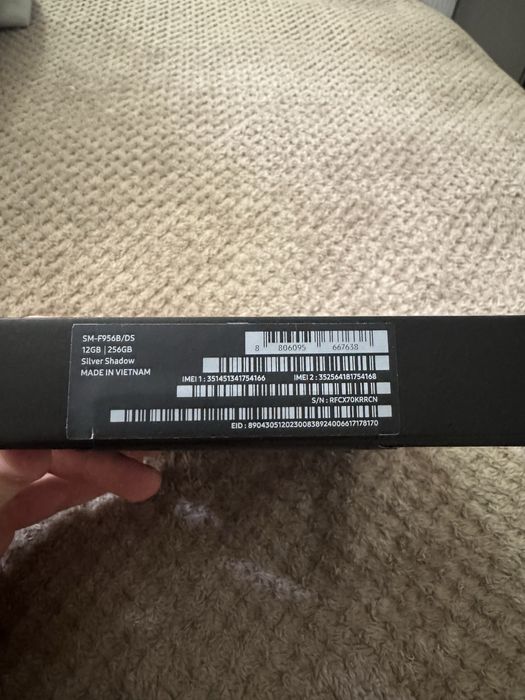 SM-F956B/DS
12GB | 256GB
Silver Shadow
MADE IN VIETNAM
8 806095 667638
IMEI 1 : 351451341754166 IMEI 2 : 352564181754168
S/N : RFCX70KRRCN
EID : 89043051202300838924006617178170